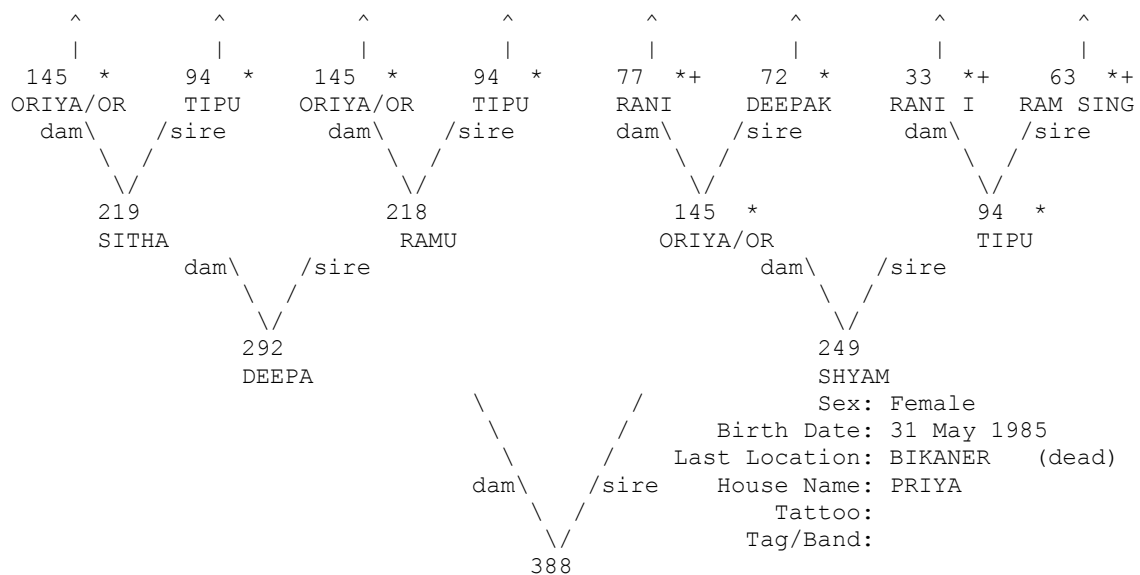 ^ ^ ^ ^ ^ ^ ^ ^
| | | | | | | |
145 * 94 * 145 * 94 * 77 *+ 72 * 33 *+ 63 *+
ORIYA/OR TIPU ORIYA/OR TIPU RANI DEEPAK RANI I RAM SING
dam\ /sire dam\ /sire dam\ /sire dam\ /sire
\ / \ / \ / \ /
\/ \/ \/ \/
219 218 145 * 94 *
SITHA RAMU ORIYA/OR TIPU
dam\ /sire dam\ /sire
\ / \ /
\/ \/
292 249
DEEPA SHYAM
\ / Sex: Female
\ / Birth Date: 31 May 1985
\ / Last Location: BIKANER (dead)
dam\ /sire House Name: PRIYA
\ / Tattoo:
\/ Tag/Band:
388